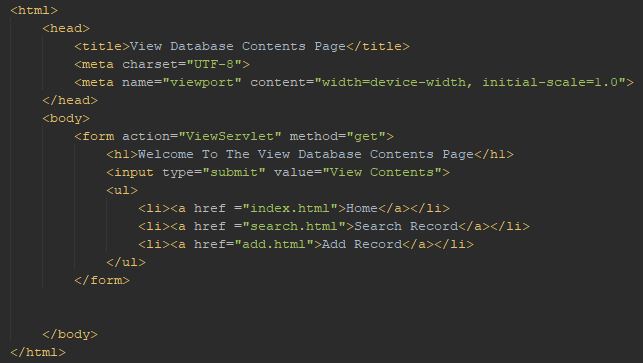 <html>
<head>
<title>View Database Contents Page</title>
<meta charset="UTF-8">
<meta name="viewport" content="width=device-width, initial-scale=1.0">
</head>
<body>
<form action="ViewServlet" method="get">
<h1>Welcome To The View Database Contents Page</h1>
<input type="submit" value="View Contents">
<ul>
<li><a href ="index.html">Home</a></li>
<li><a href ="search.html">Search Record</a></li>
<li><a href="add.html">Add Record</a></li>
</ul>
</form>
</body>
</html>